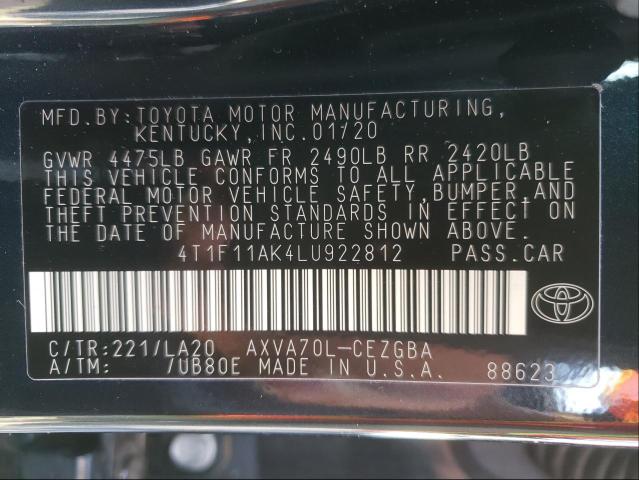 MFD.BY:TOYOTA MOTOR MANUFACTURING,
KENTUCKY,INC.01/20
GVWR 4475LB GAWR FR 2490LB RR 2420LB
THIS VEHICLE CONFORMS TO ALL APPLICABLE
FEDERAL MOTOR VEHICLE SAFETY,BUMPER,AND
THEFT PREVENTION STANDARDS IN EFFECT ON
THE DATE OF MANUFACTURE SHOWN ABOVE.
4T1F11AK4LU922812 PASS.CAR
C/TR:221/LA20 AXVA70L-CEZGBA
A/TM: /UB80E MADE IN U.S.A. 88623